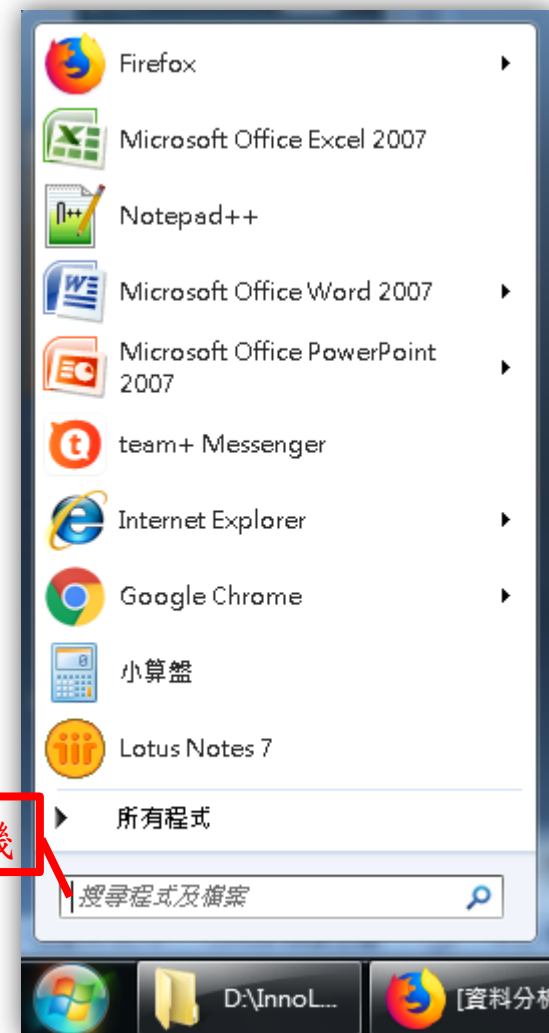 Firefox
Microsoft Office Excel 2007
Notepad++
Microsoft Office Word 2007
Microsoft Office PowerPoint
2007
team+ Messenger
Internet Explorer
Google Chrome
小算盤
Lotus Notes 7
所有程式
搜尋程式及檔案
D:\InnoL...
[資料分析